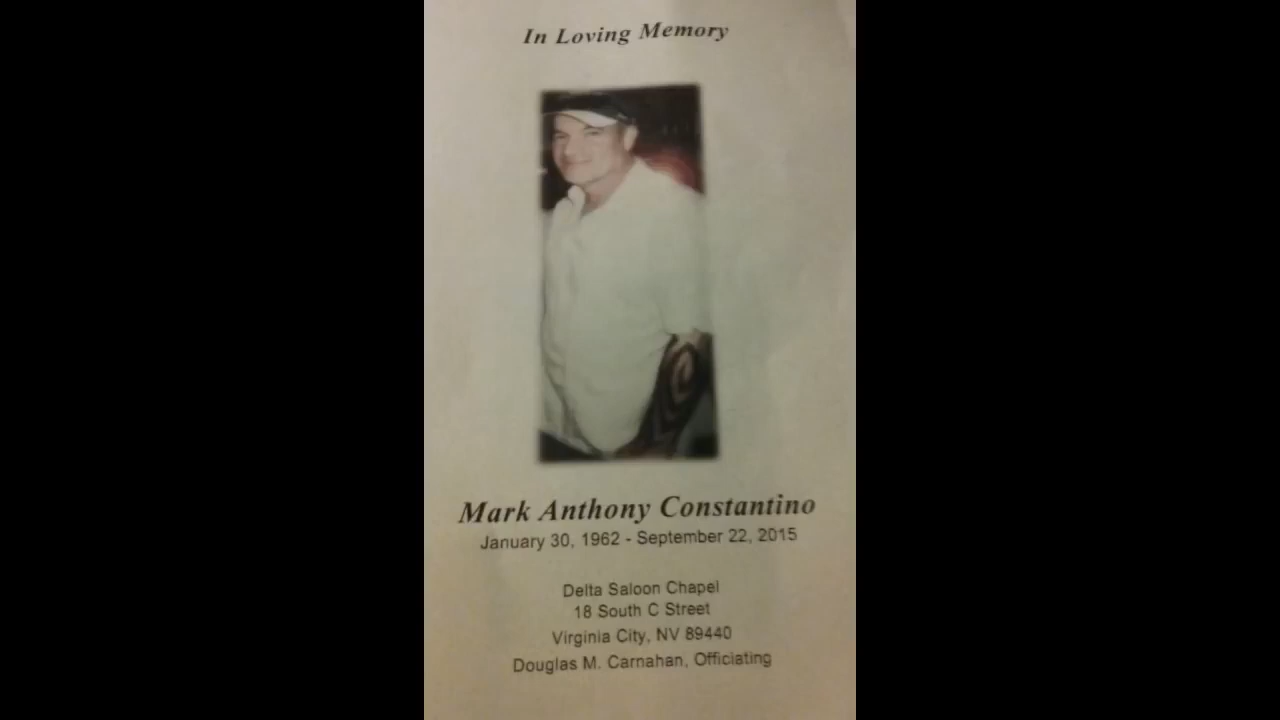 In Loving Memory
Mark Anthony Constantino
January 30, 1962 - September 22, 2015
Delta Saloon Chapel
18 South C Street
Virginia City, NV 89440
Douglas M. Carnahan, Officiating